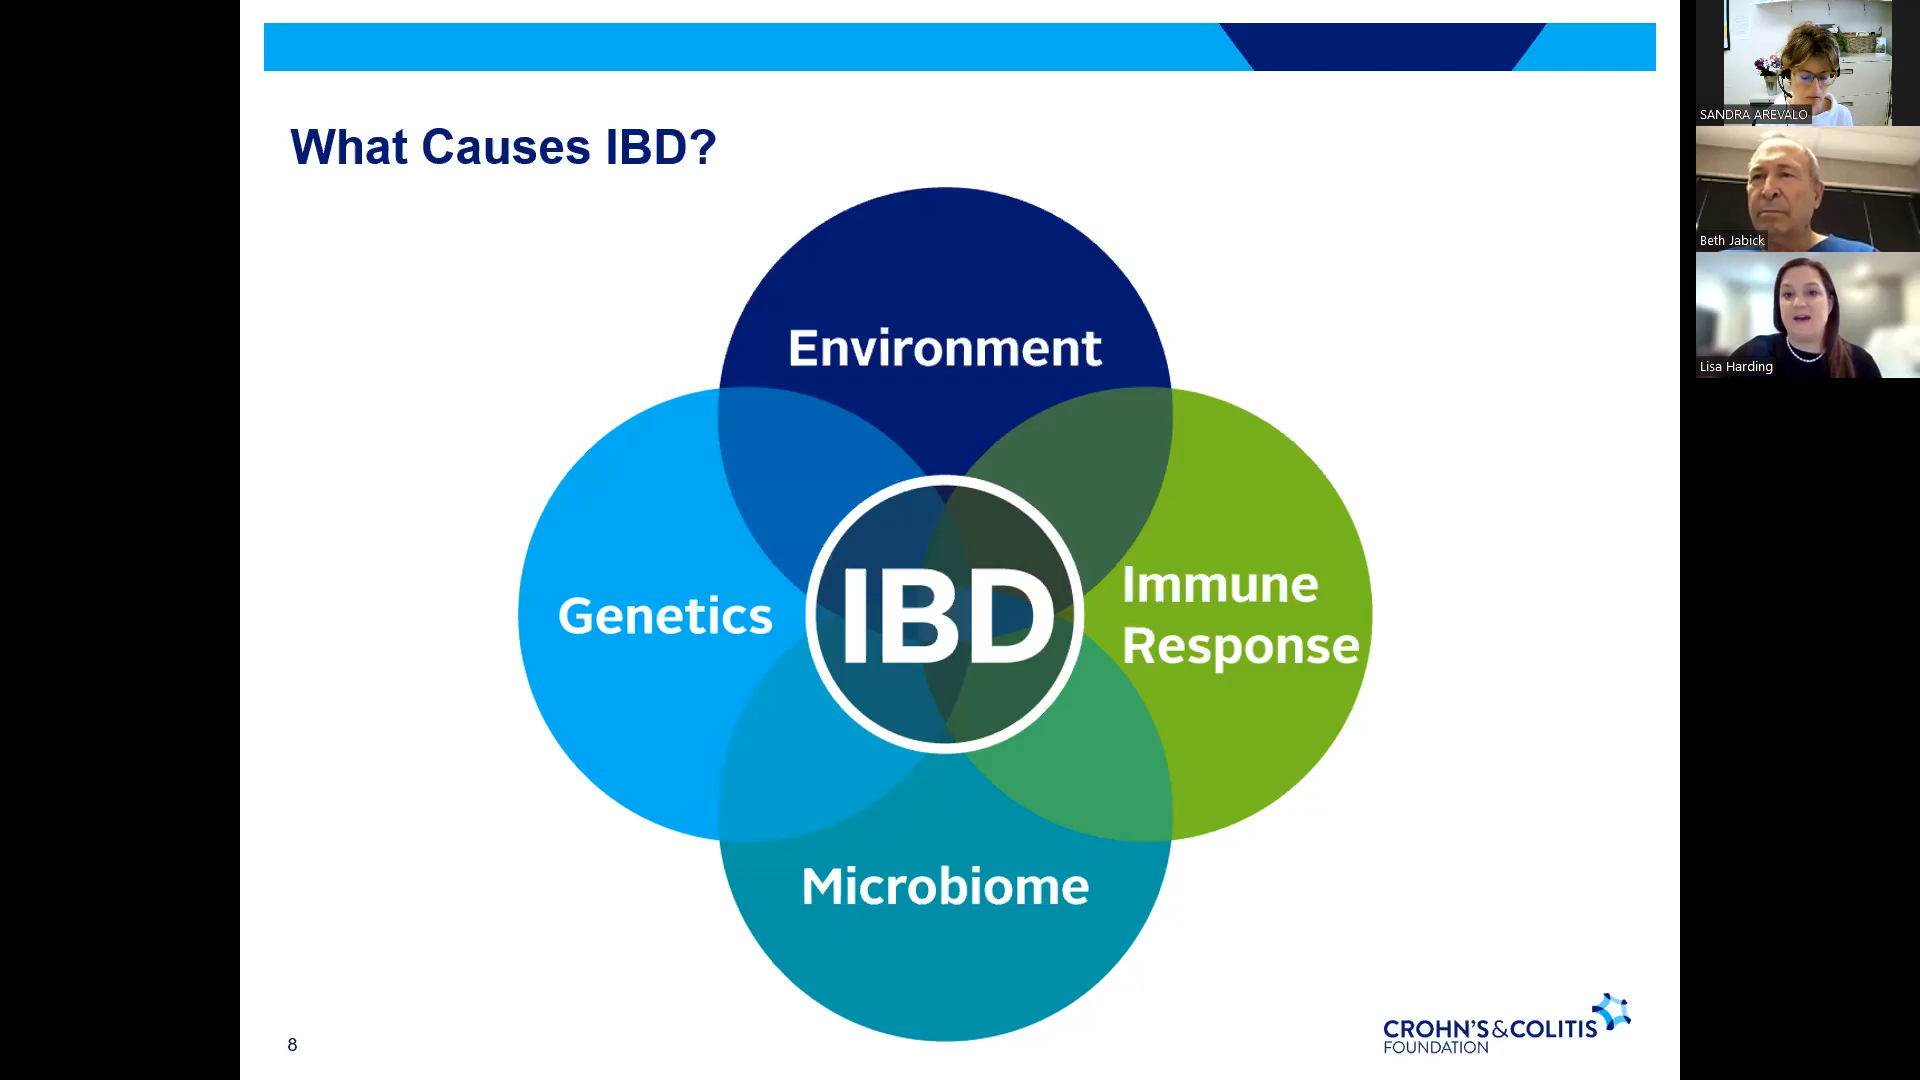 What Causes IBD?
Environment
Genetics
IBD
Immune
Response
Microbiome
8
CROHN'S & COLITIS
FOUNDATION
SANDRA AREVALO
Beth Jabick
Lisa Harding